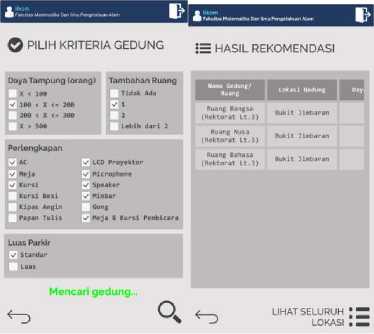 ilkom
Fakultas Matematika Dan Ilmu Pengetahuan Alam
PILIH KRITERIA GEDUNG
Daya Tampung (orang)
X < 100
100 < X <= 200
200 < X <= 300
X > 500
Tambahan Ruang
Tidak Ada
1
2
Lebih dari 2
Perlengkapan
AC
Meja
Kursi
Kursi Besi
Kipas Angin
Papan Tulis
LCD Proyektor
Microphone
Speaker
Mimbar
Gong
Meja & Kursi Pembicara
Luas Parkir
Standar
Luas
Mencari gedung...
ilkom
Fakultas Matematika Dan Ilmu Pengetahuan Alam
HASIL REKOMENDASI
Nama Gedung/
Ruang
Lokasi Gedung
Day
Ruang Bangsa
(Rektorat Lt.3)
Bukit Jimbaran
Ruang Nusa
(Rektorat Lt.3)
Bukit Jimbaran
Ruang Bahasa
(Rektorat Lt.3)
Bukit Jimbaran
LIHAT SELURUH
LOKASI